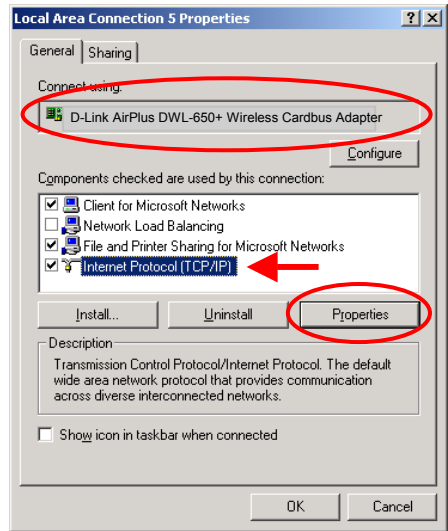 Local Area Connection 5 Properties
General Sharing
Connect using:
D-Link AirPlus DWL-650+ Wireless Cardbus Adapter
Configure
Components checked are used by this connection:
Client for Microsoft Networks
Network Load Balancing
File and Printer Sharing for Microsoft Networks
Internet Protocol (TCP/IP)
Install... Uninstall Properties
Description
Transmission Control Protocol/Internet Protocol. The default
wide area network protocol that provides communication
across diverse interconnected networks.
Show icon in taskbar when connected
OK Cancel